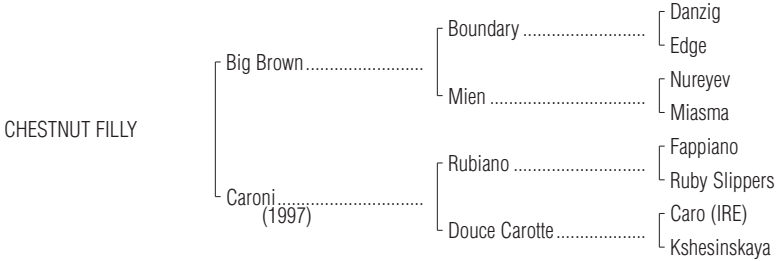 Danzig
Boundary ............................
Edge
Big Brown...........................
Nureyev
Mien ....................................
Miasma
CHESTNUT FILLY
Fappiano
Rubiano ..............................
Ruby Slippers
Caroni.................................
(1997)
Caro (IRE)
Douce Carotte....................
Kshesinskaya